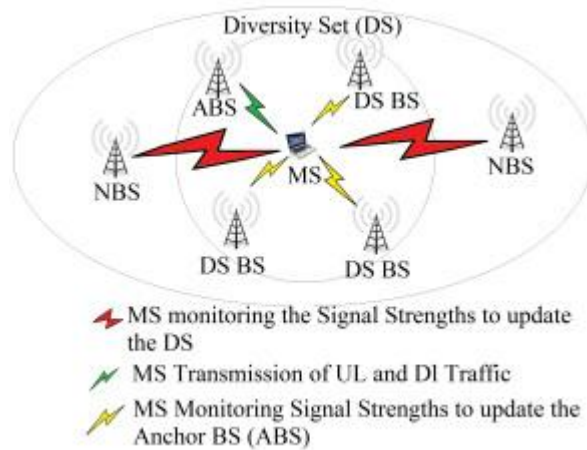 Diversity Set (DS)
ABS
DS BS
NBS
MS
NBS
DS BS
DS BS
MS monitoring the Signal Strengths to update
the DS
MS Transmission of UL and Dl Traffic
MS Monitoring Signal Strengths to update the
Anchor BS (ABS)